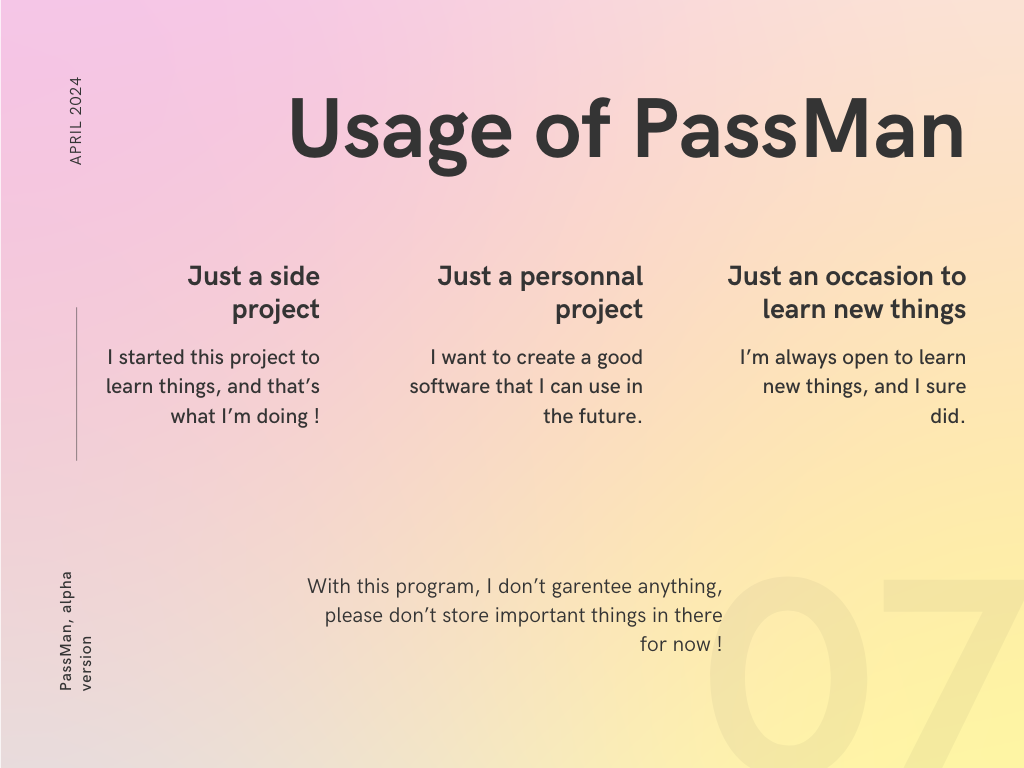 APRIL 2024
Usage of PassMan
Just a side
project
I started this project to
learn things, and that’s
what I’m doing !
Just a personnal
project
I want to create a good
software that I can use in
the future.
Just an occasion to
learn new things
I’m always open to learn
new things, and I sure
did.
With this program, I don’t garentee anything,
please don’t store important things in there
for now !
PassMan, alpha
version
07